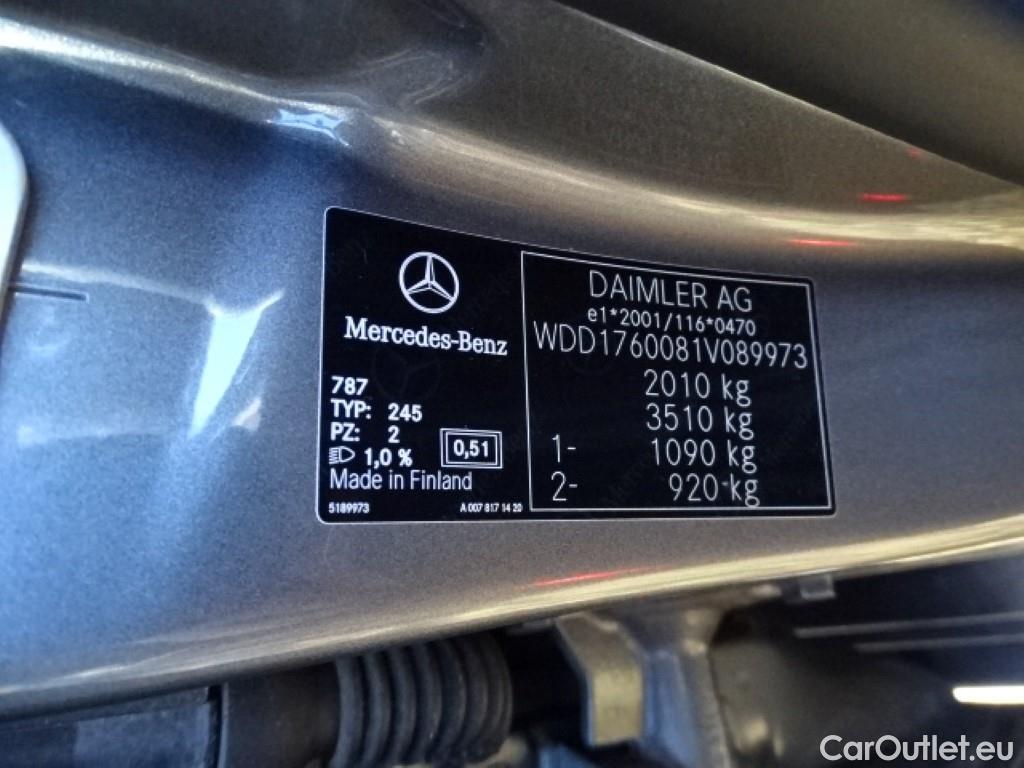 Mercedes-Benz
787
TYP: 245
PZ: 2
1,0 %
0,51
Made in Finland
5189973
A 007 817 14 20
DAIMLER AG
e1*2001/116*0470
WDD1760081V089973
2010 kg
3510 kg
1- 1090 kg
2- 920 kg
CarOutlet.eu